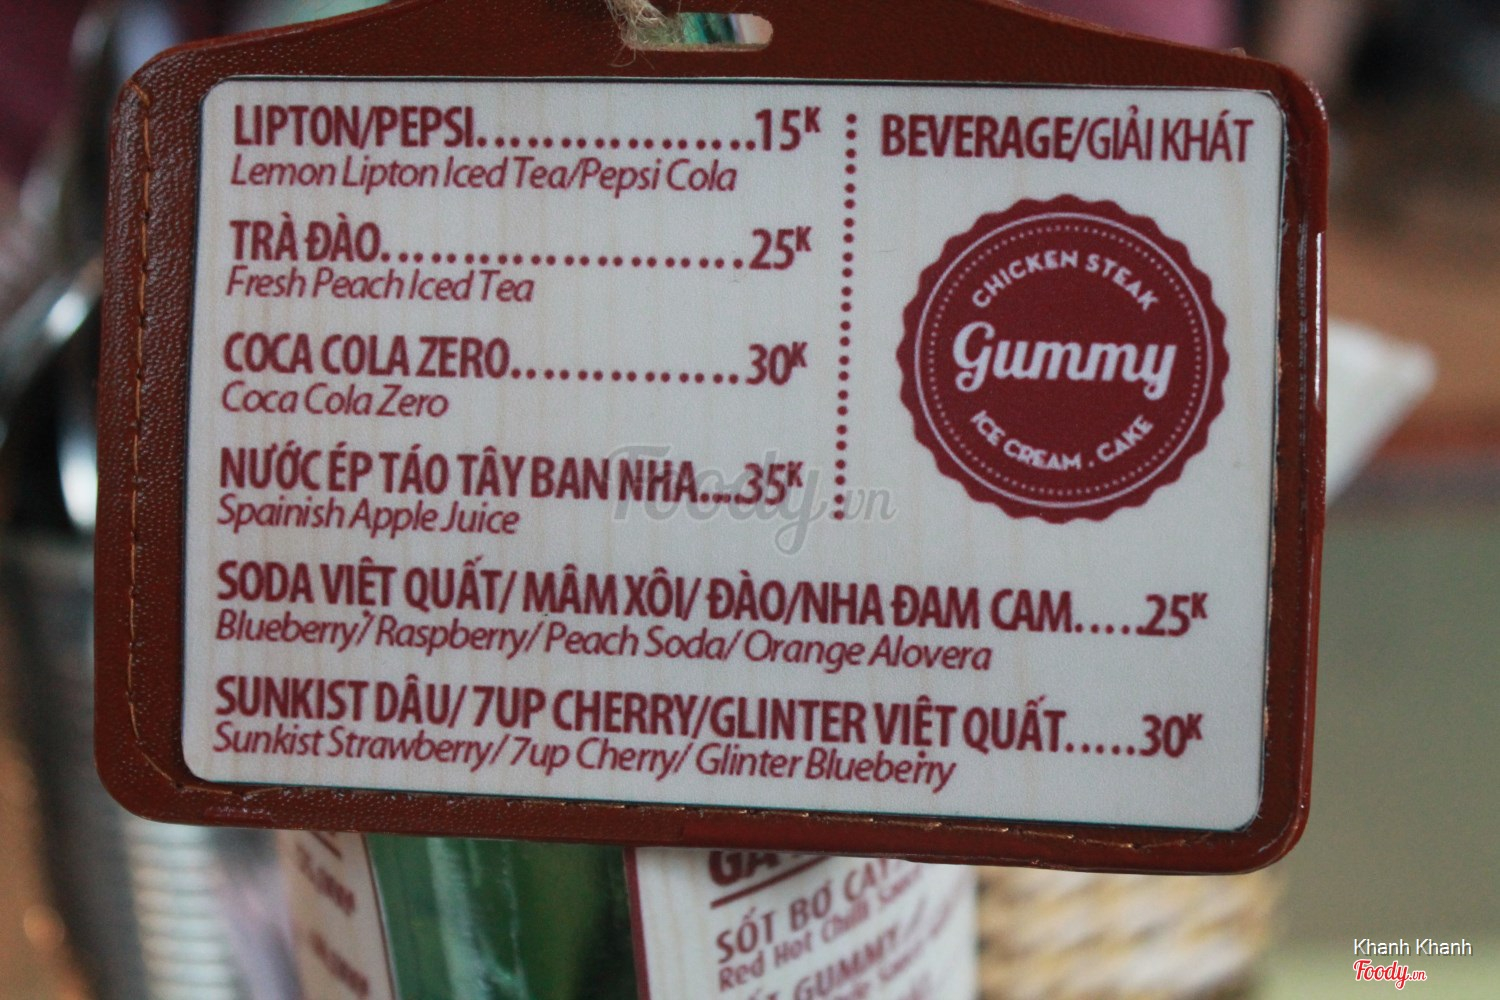 LIPTON/PEPSI................15K
Lemon Lipton Iced Tea/Pepsi Cola
TRÀ ĐÀO......................25K
Fresh Peach Iced Tea
COCA COLA ZERO..............30K
Coca Cola Zero
NƯỚC ÉP TÁO TÂY BAN NHA....35K
Spainish Apple Juice
SODA VIỆT QUẤT/ MÂM XÔI/ ĐÀO/NHA ĐAM CAM.....25K
Blueberry/ Raspberry/ Peach Soda/ Orange Alovera
SUNKIST DÂU/ 7UP CHERRY/GLINTER VIỆT QUẤT.....30K
Sunkist Strawberry/ 7up Cherry/ Glinter Blueberry
BEVERAGE/GIẢI KHÁT
CHICKEN STEAK
Gummy
ICE CREAM . CAKE
Foody.vn
SỐT BƠ CAY
Red Hot Chilli Sauce
GUMMY
Khanh Khanh
Foody.vn